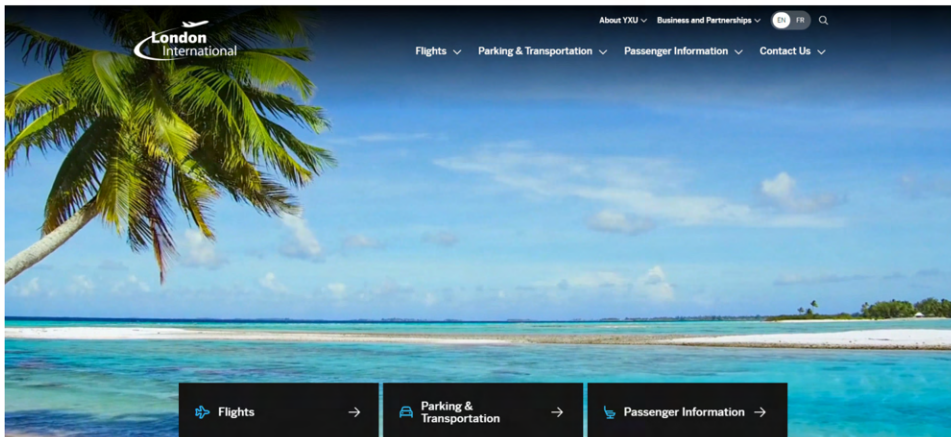 About YXU Business and Partnerships EN FR
London
International
Flights Parking & Transportation Passenger Information Contact Us
Flights
Parking &
Transportation
Passenger Information